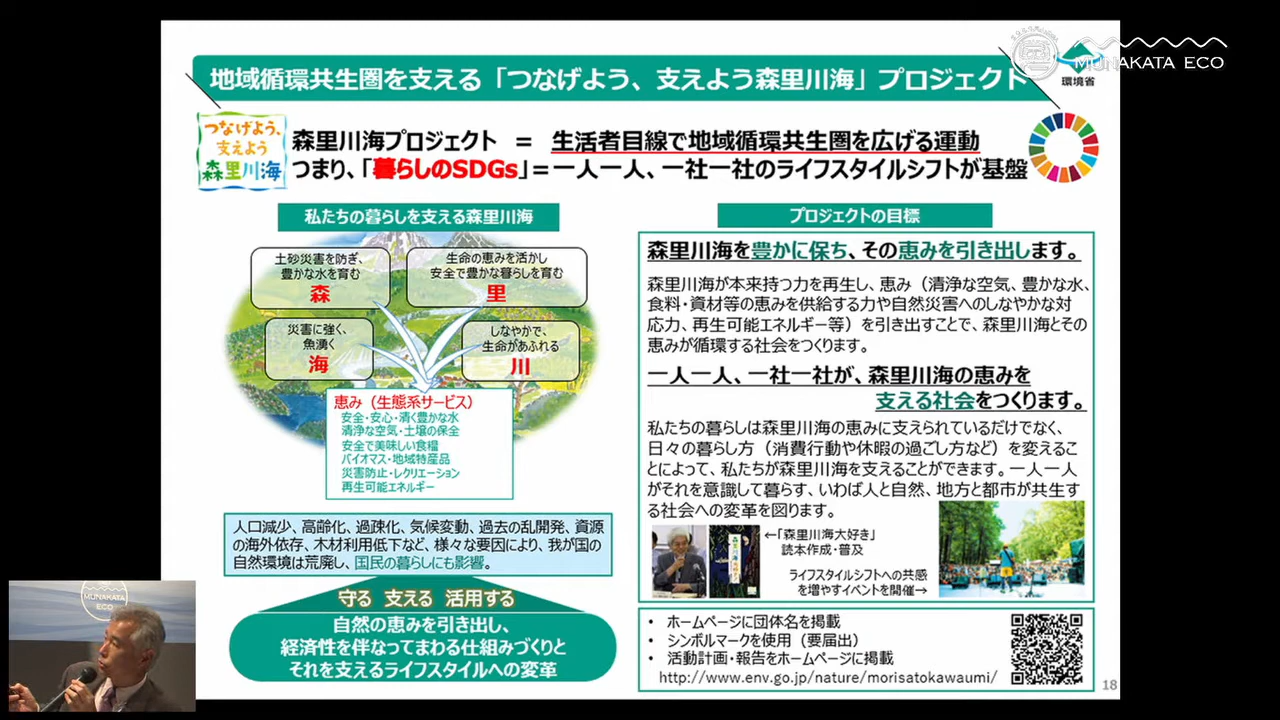 地域循環共生圏を支える「つなげよう、支えよう森里川海」プロジェクト
環境省
MUNAKATA ECO
つなげよう、
支えよう
森里川海
森里川海プロジェクト = 生活者目線で地域循環共生圏を広げる運動
つまり、「暮らしのSDGs」=一人一人、一社一社のライフスタイルシフトが基盤
私たちの暮らしを支える森里川海
土砂災害を防ぎ、
豊かな水を育む
森
生命の恵みを活かし
安全で豊かな暮らしを育む
里
災害に強く、
魚湧く
海
しなやかで、
生命があふれる
川
恵み（生態系サービス）
安全・安心・清く豊かな水
清浄な空気・土壌の保全
安全で美味しい食糧
バイオマス・地域特産品
災害防止・レクリエーション
再生可能エネルギー
人口減少、高齢化、過疎化、気候変動、過去の乱開発、資源
の海外依存、木材利用低下など、様々な要因により、我が国の
自然環境は荒廃し、国民の暮らしにも影響。
守る 支える 活用する
自然の恵みを引き出し、
経済性を伴なってまわる仕組みづくりと
それを支えるライフスタイルへの変革
プロジェクトの目標
森里川海を豊かに保ち、その恵みを引き出します。
森里川海が本来持つ力を再生し、恵み（清浄な空気、豊かな水、
食料・資材等の恵みを供給する力や自然災害へのしなやかな対
応力、再生可能エネルギー等）を引き出すことで、森里川海とその
恵みが循環する社会をつくります。
一人一人、一社一社が、森里川海の恵みを
支える社会をつくります。
私たちの暮らしは森里川海の恵みに支えられているだけでなく、
日々の暮らし方（消費行動や休暇の過ごし方など）を変えるこ
とによって、私たちが森里川海を支えることができます。一人一人
がそれを意識して暮らす、いわば人と自然、地方と都市が共生す
る社会への変革を図ります。
←「森里川海大好き」
読本作成・普及
ライフスタイルシフトへの共感
を増やすイベントを開催→
• ホームページに団体名を掲載
• シンボルマークを使用（要届出）
• 活動計画・報告をホームページに掲載
http://www.env.go.jp/nature/morisatokawaumi/
18
MUNAKATA
ECO